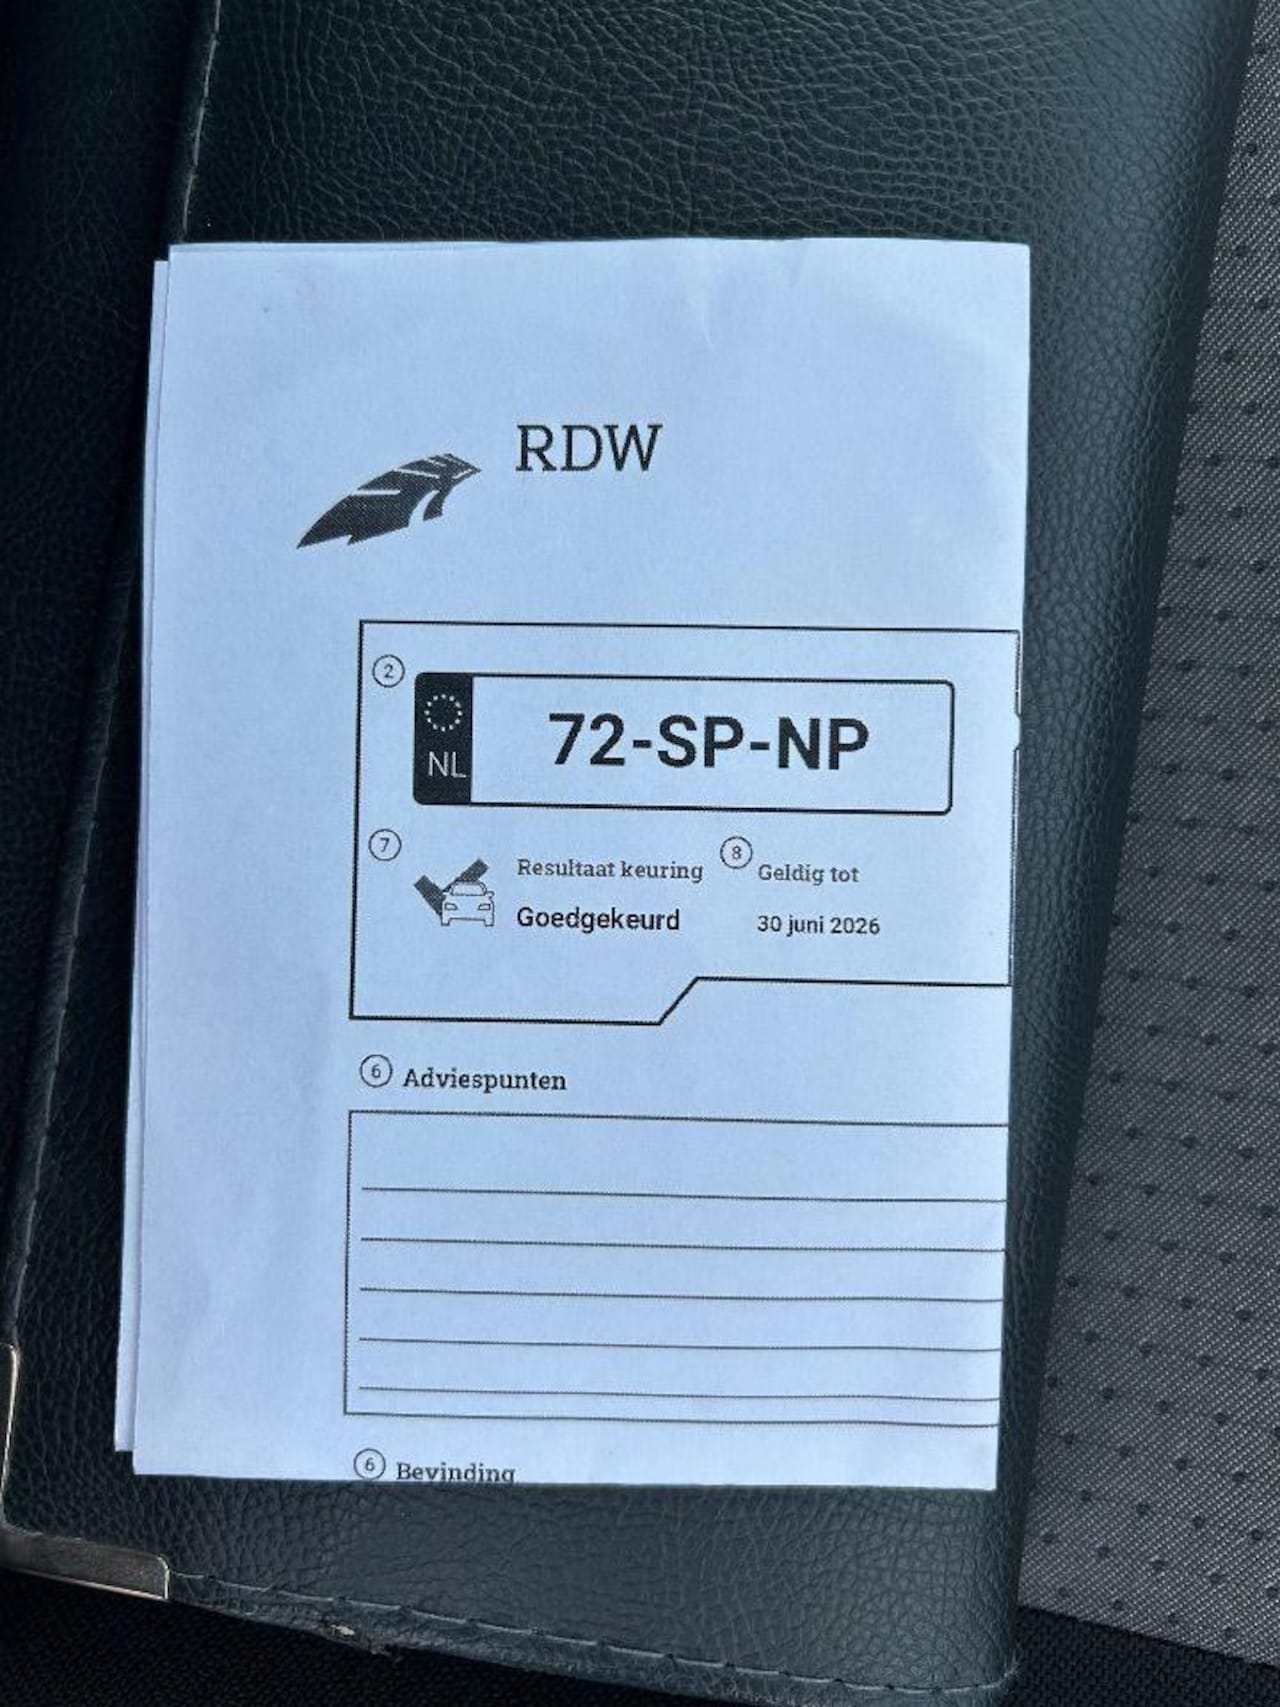 RDW
2
NL
72-SP-NP
7
Resultaat keuring
8
Geldig tot
Goedgekeurd
30 juni 2026
6 Adviespunten
6 Bevinding